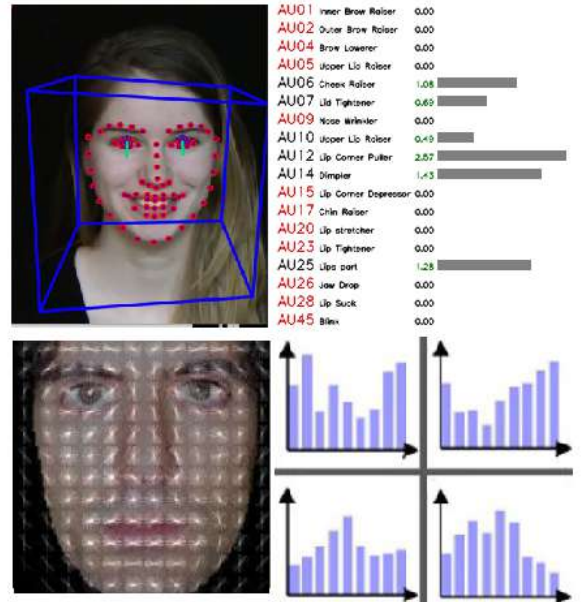 AU01 Inner Brow Raiser 0.00
AU02 Outer Brow Raiser 0.00
AU04 Brow Lowerer 0.00
AU05 Upper Lid Raiser 0.00
AU06 Cheek Raiser 1.08
AU07 Lid Tightener 0.69
AU09 Nose Wrinkler 0.00
AU10 Upper Lip Raiser 0.49
AU12 Lip Corner Puller 2.57
AU14 Dimpler 1.43
AU15 Lip Corner Depressor 0.00
AU17 Chin Raiser 0.00
AU20 Lip stretcher 0.00
AU23 Lip Tightener 0.00
AU25 Lips part 1.28
AU26 Jaw Drop 0.00
AU28 Lip Suck 0.00
AU45 Blink 0.00